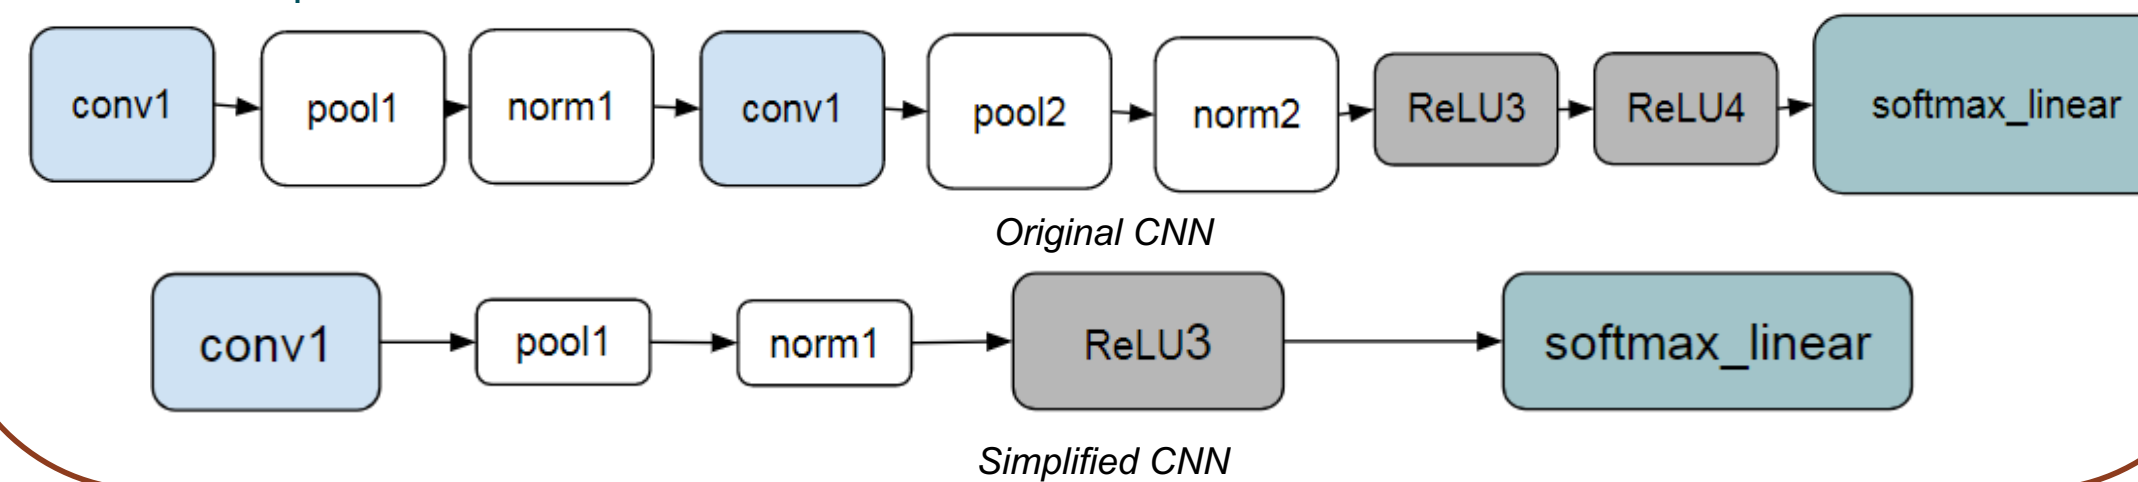 conv1
pool1
norm1
conv1
pool2
norm2
ReLU3
ReLU4
softmax_linear
Original CNN
conv1
pool1
norm1
ReLU3
softmax_linear
Simplified CNN